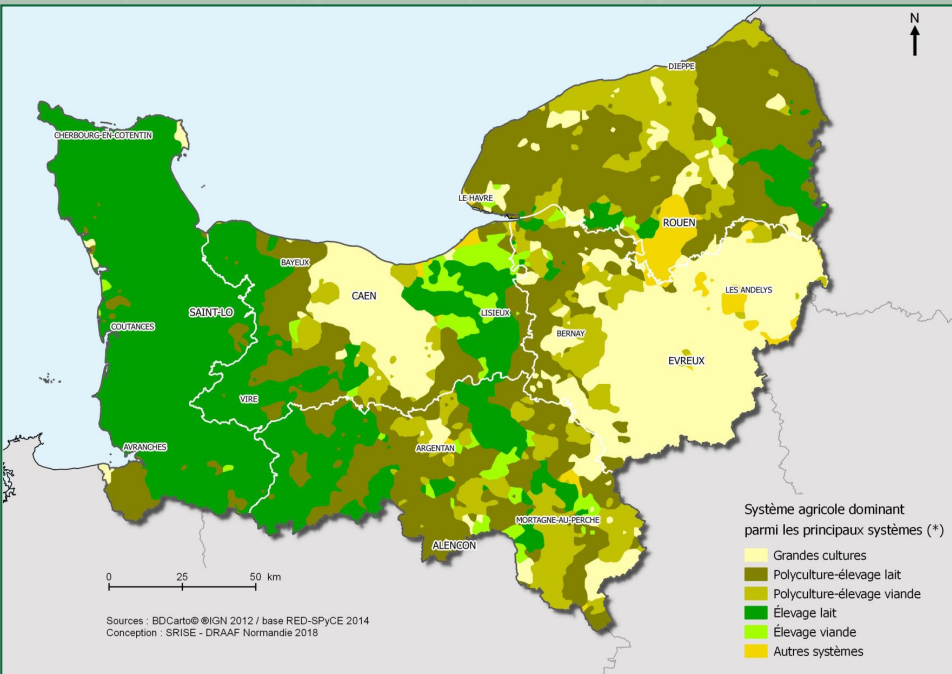 N
DIEPPE
CHERBOURG-EN-COTENTIN
LE HAVRE
ROUEN
BAYEUX
LES ANDELYS
CAEN
SAINT-LO
LISIEUX
COUTANCES
BERNAY
EVREUX
VIRE
AVRANCHES
ARGENTAN
MORTAGNE-AU-PERCHE
ALENCON
Système agricole dominant
parmi les principaux systèmes (*)
Grandes cultures
Polyculture-élevage lait
Polyculture-élevage viande
Élevage lait
Élevage viande
Autres systèmes
0 25 50 km
Sources : BDCarto© ®IGN 2012 / base RED-SPyCE 2014
Conception : SRISE - DRAAF Normandie 2018